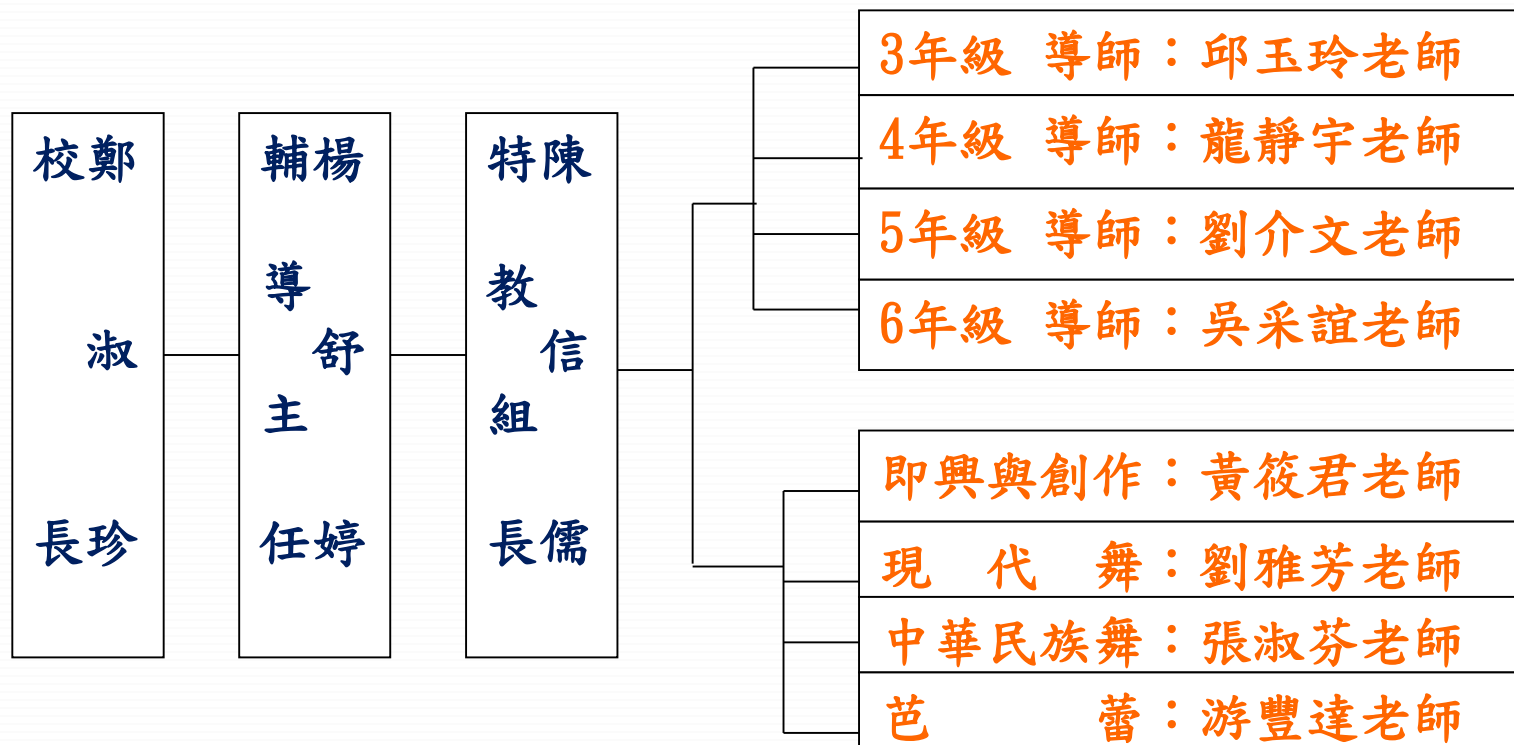 校長
鄭淑珍
輔導主任
楊舒婷
特教組長
陳信儒
3年級 導師：邱玉玲老師
4年級 導師：龍靜宇老師
5年級 導師：劉介文老師
6年級 導師：吳采誼老師
即興與創作：黃筱君老師
現 代 舞：劉雅芳老師
中華民族舞：張淑芬老師
芭 蕾：游豐達老師